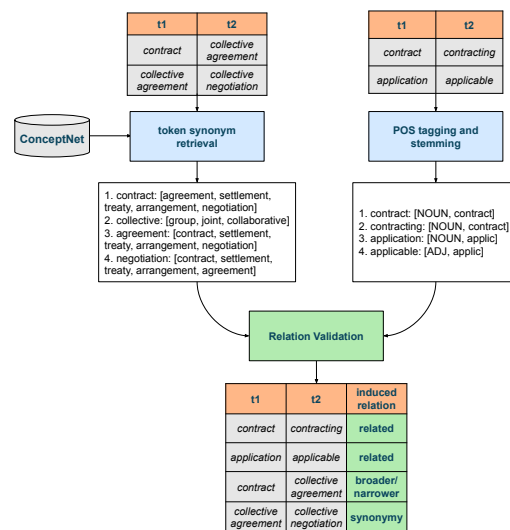 t1 t2
contract collective agreement
collective agreement collective negotiation
t1 t2
contract contracting
application applicable
ConceptNet
token synonym
retrieval
POS tagging and
stemming
1. contract: [agreement, settlement,
treaty, arrangement, negotiation]
2. collective: [group, joint, collaborative]
3. agreement: [contract, settlement,
treaty, arrangement, negotiation]
4. negotiation: [contract, settlement,
treaty, arrangement, agreement]
1. contract: [NOUN, contract]
2. contracting: [NOUN, contract]
3. application: [NOUN, applic]
4. applicable: [ADJ, applic]
Relation Validation
t1 t2 induced relation
contract contracting related
application applicable related
contract collective agreement broader/ narrower
collective agreement collective negotiation synonymy